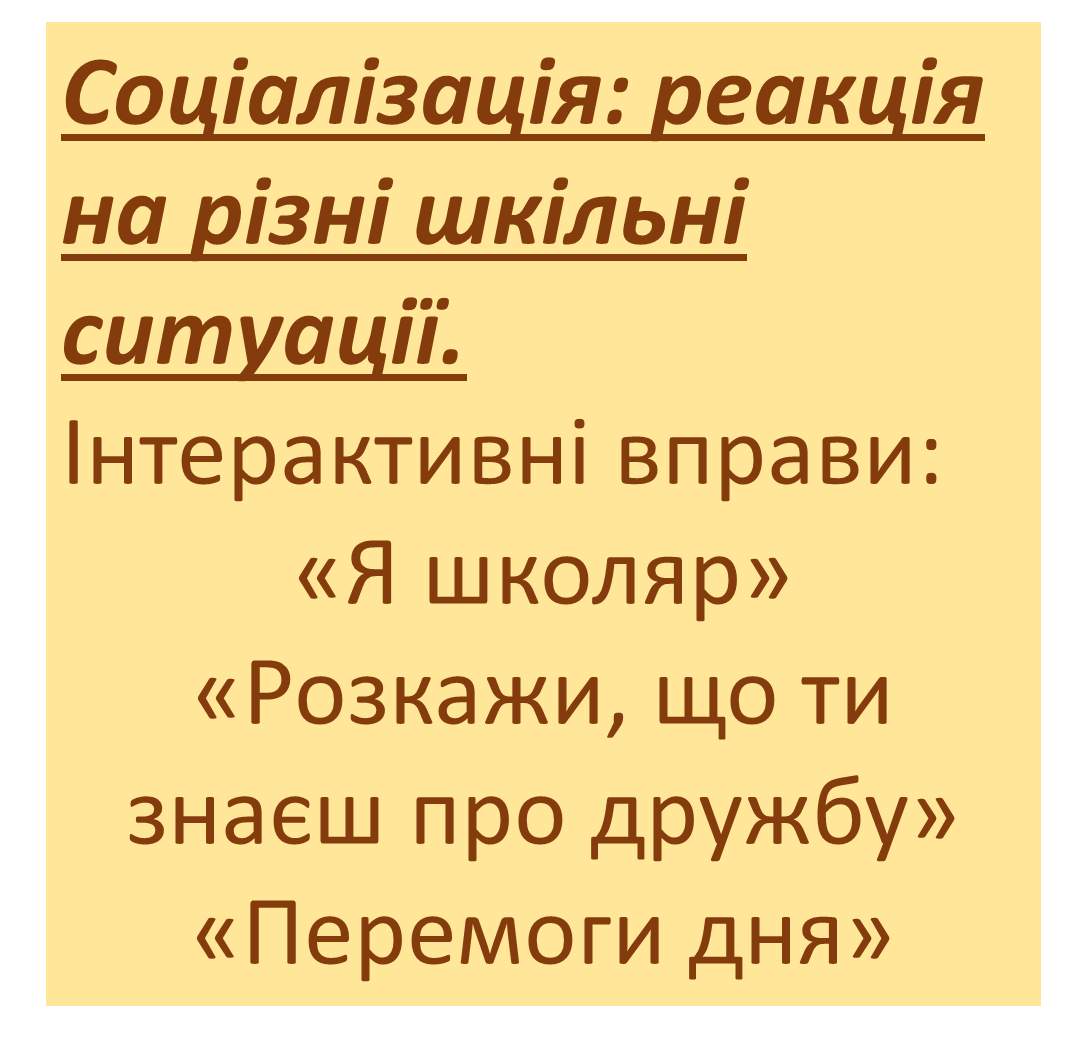 Соціалізація: реакція
на різні шкільні
ситуації.
Інтерактивні вправи:
«Я школяр»
«Розкажи, що ти
знаєш про дружбу»
«Перемоги дня»